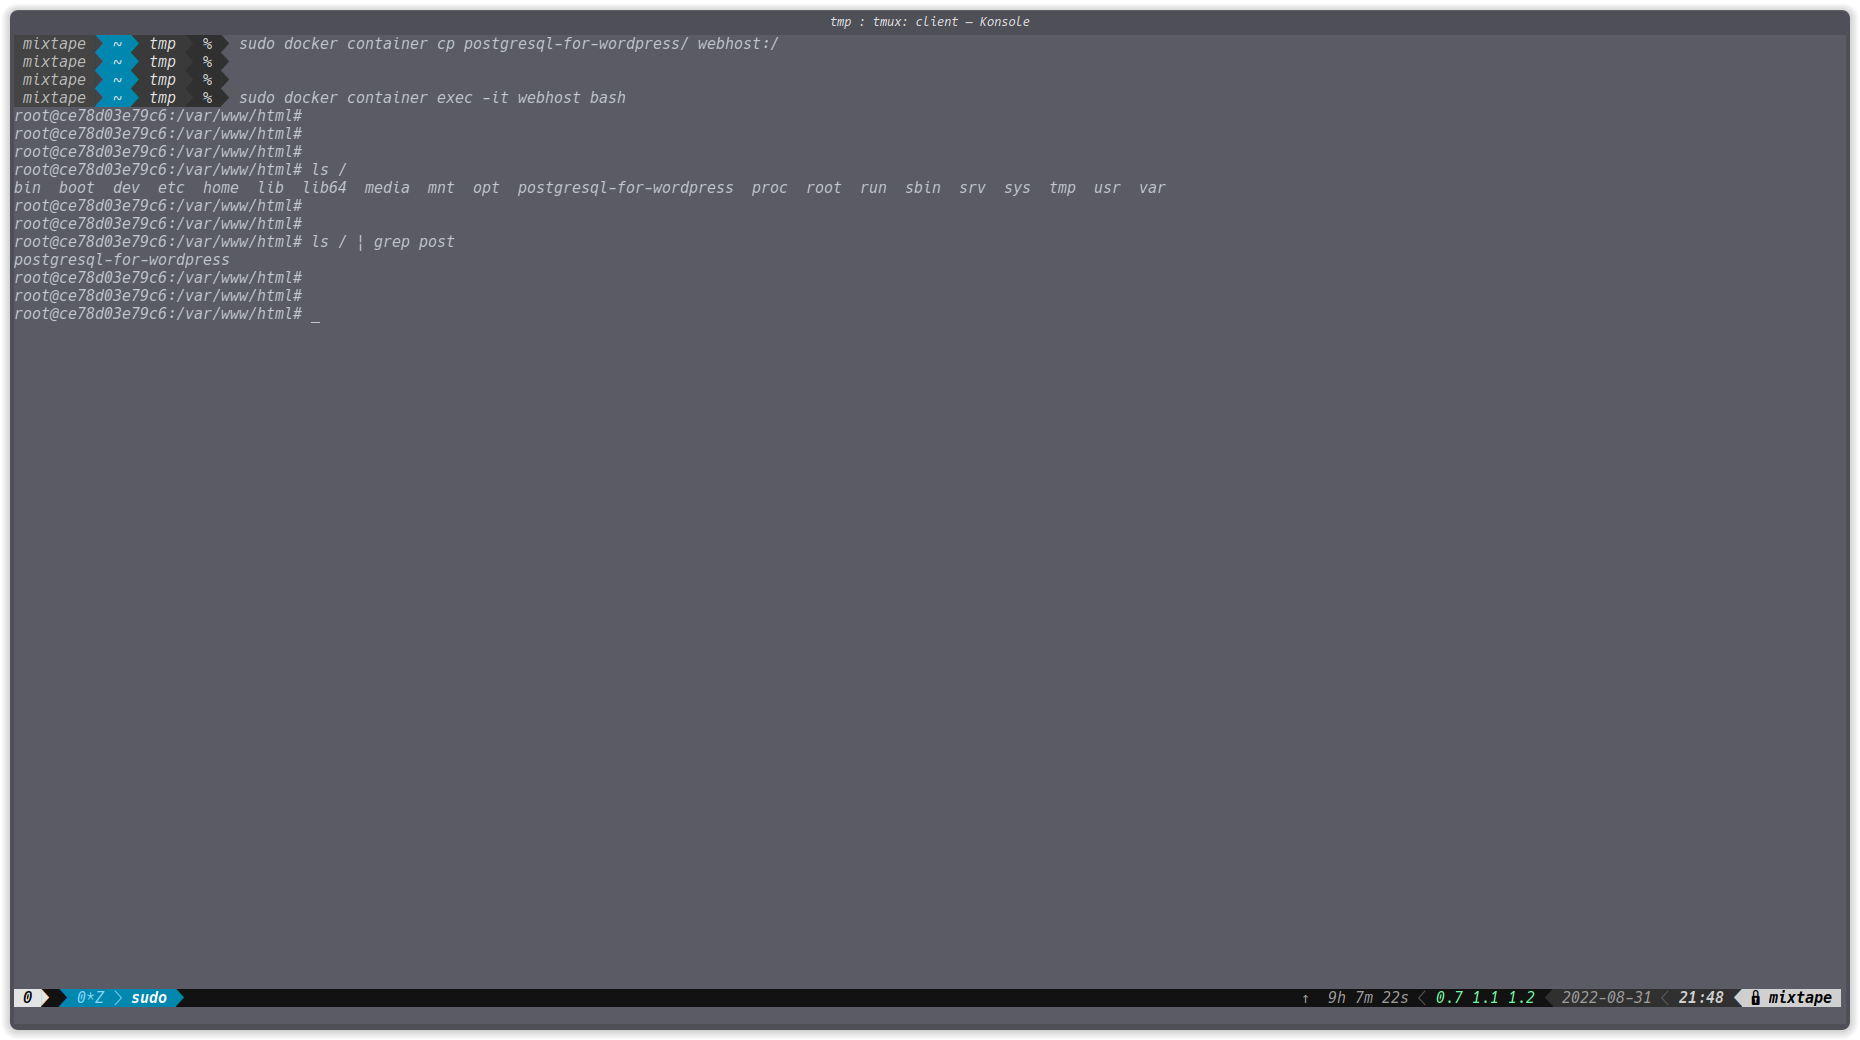 tmp : tmux: client — Konsole
mixtape ~ tmp % sudo docker container cp postgresql-for-wordpress/ webhost:/
mixtape ~ tmp %
mixtape ~ tmp %
mixtape ~ tmp % sudo docker container exec -it webhost bash
root@ce78d03e79c6:/var/www/html#
root@ce78d03e79c6:/var/www/html#
root@ce78d03e79c6:/var/www/html#
root@ce78d03e79c6:/var/www/html# ls /
bin  boot  dev  etc  home  lib  lib64  media  mnt  opt  postgresql-for-wordpress  proc  root  run  sbin  srv  sys  tmp  usr  var
root@ce78d03e79c6:/var/www/html#
root@ce78d03e79c6:/var/www/html#
root@ce78d03e79c6:/var/www/html# ls / | grep post
postgresql-for-wordpress
root@ce78d03e79c6:/var/www/html#
root@ce78d03e79c6:/var/www/html#
root@ce78d03e79c6:/var/www/html# _
0 0*Z sudo ↑ 9h 7m 22s 0.7 1.1 1.2 2022-08-31 21:48 mixtape